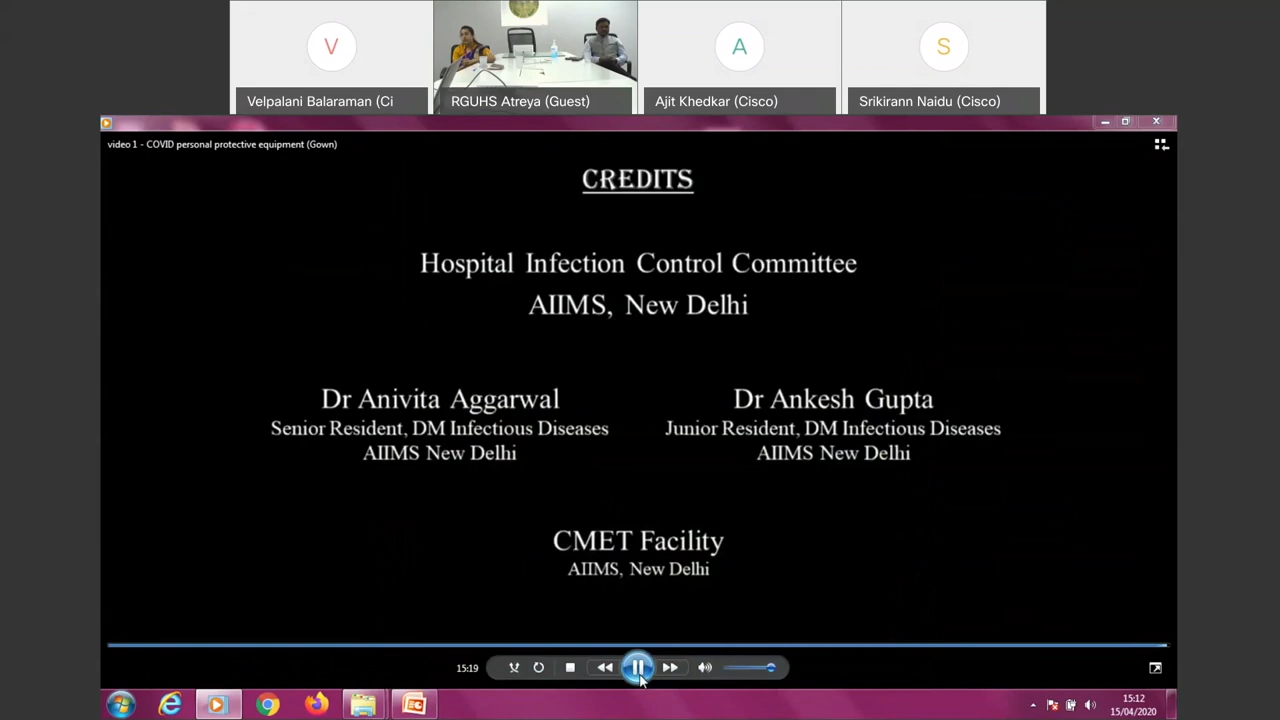 V
A
S
Velpalani Balaraman (Ci
RGUHS Atreya (Guest)
Ajit Khedkar (Cisco)
Srikirann Naidu (Cisco)
video 1 - COVID personal protective equipment (Gown)
CREDITS
Hospital Infection Control Committee
AIIMS, New Delhi
Dr Anivita Aggarwal
Senior Resident, DM Infectious Diseases
AIIMS New Delhi
Dr Ankesh Gupta
Junior Resident, DM Infectious Diseases
AIIMS New Delhi
CMET Facility
AIIMS, New Delhi
15:19
15:12
15/04/2020